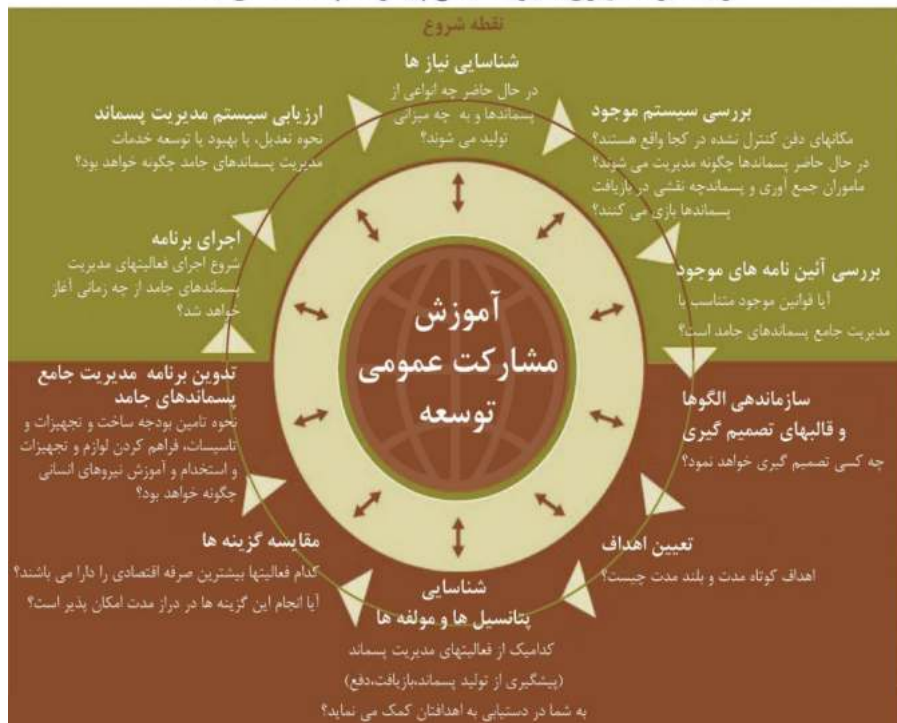 نقطه شروع
شناسایی نیاز ها
در حال حاضر چه انواعی از
پسماندها و به چه میزانی
تولید می شوند؟
بررسی سیستم موجود
مکانهای دفن کنترل نشده در کجا واقع هستند؟
در حال حاضر پسماندها چگونه مدیریت می شوند؟
ماموران جمع آوری و پسماندچه نقشی در بازیافت
پسماندها بازی می کنند؟
بررسی آئین نامه های موجود
آیا قوانین موجود متناسب با
مدیریت جامع پسماندهای جامد است؟
سازماندهی الگوها
و قالبهای تصمیم گیری
چه کسی تصمیم گیری خواهد نمود؟
تعیین اهداف
اهداف کوتاه مدت و بلند مدت چیست؟
شناسایی
پتانسیل ها و مولفه ها
کدامیک از فعالیتهای مدیریت پسماند
(پیشگیری از تولید پسماند،بازیافت،دفع)
به شما در دستیابی به اهدافتان کمک می نماید؟
مقایسه گزینه ها
کدام فعالیتها بیشترین صرفه اقتصادی را دارا می باشند؟
آیا انجام این گزینه ها در دراز مدت امکان پذیر است؟
تدوین برنامه مدیریت جامع
پسماندهای جامد
نحوه تامین بودجه ساخت و تجهیزات و
تاسیسات، فراهم کردن لوازم و تجهیزات
و استخدام و آموزش نیروهای انسانی
چگونه خواهد بود؟
اجرای برنامه
شروع اجرای فعالیتهای مدیریت
پسماندهای جامد از چه زمانی آغاز
خواهد شد؟
ارزیابی سیستم مدیریت پسماند
نحوه تعدیل، یا بهبود یا توسعه خدمات
مدیریت پسماندهای جامد چگونه خواهد بود؟
آموزش
مشارکت عمومی
توسعه